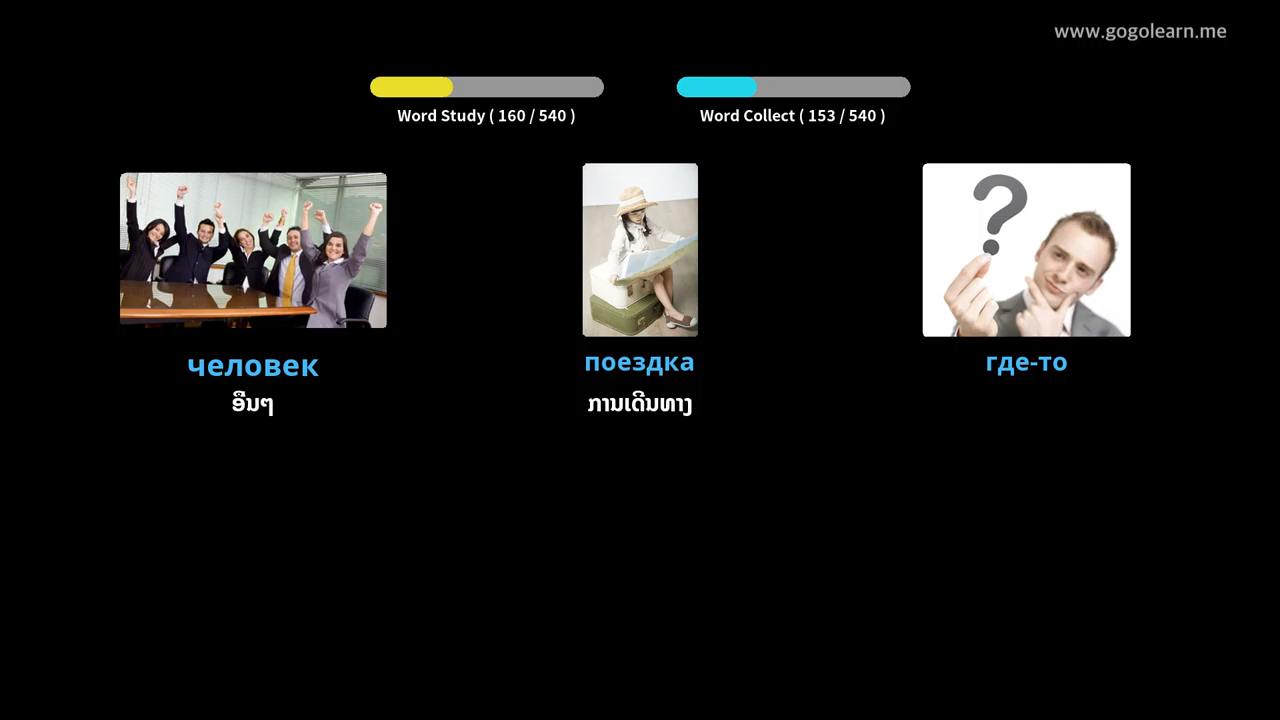 www.gogolearn.me
Word Study ( 160 / 540 )
Word Collect ( 153 / 540 )
человек
поездка
где-то
ອື່ນໆ
ການເດີນທາງ